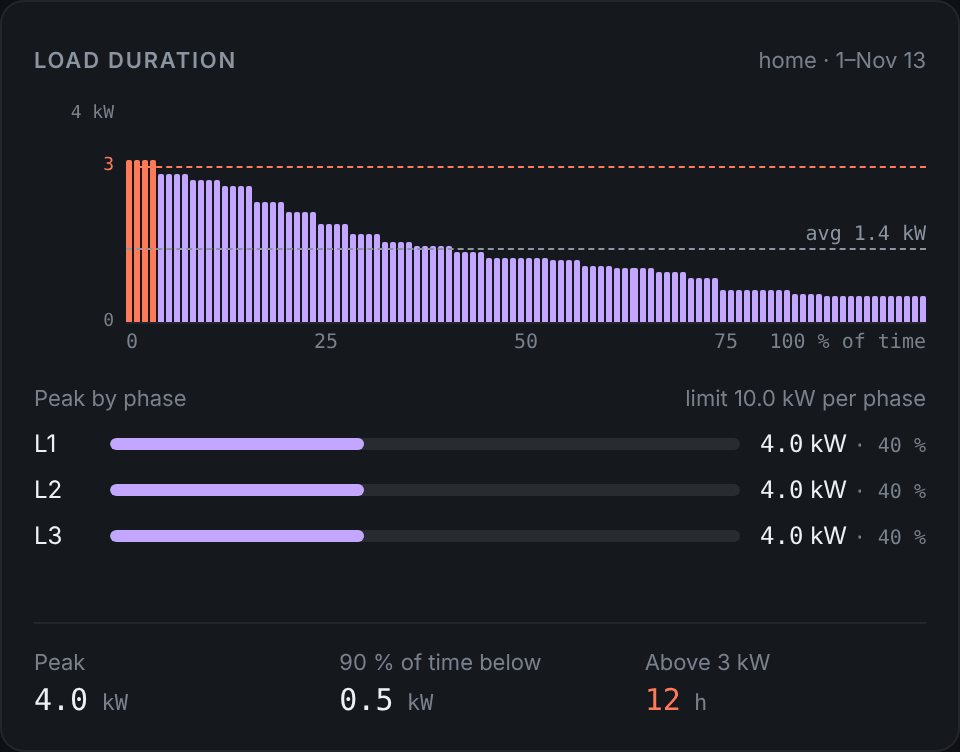 LOAD DURATION
home · 1–Nov 13
4 kW
3
avg 1.4 kW
0
0 25 50 75 100 % of time
Peak by phase
limit 10.0 kW per phase
L1 4.0 kW · 40 %
L2 4.0 kW · 40 %
L3 4.0 kW · 40 %
Peak 90 % of time below Above 3 kW
4.0 kW 0.5 kW 12 h